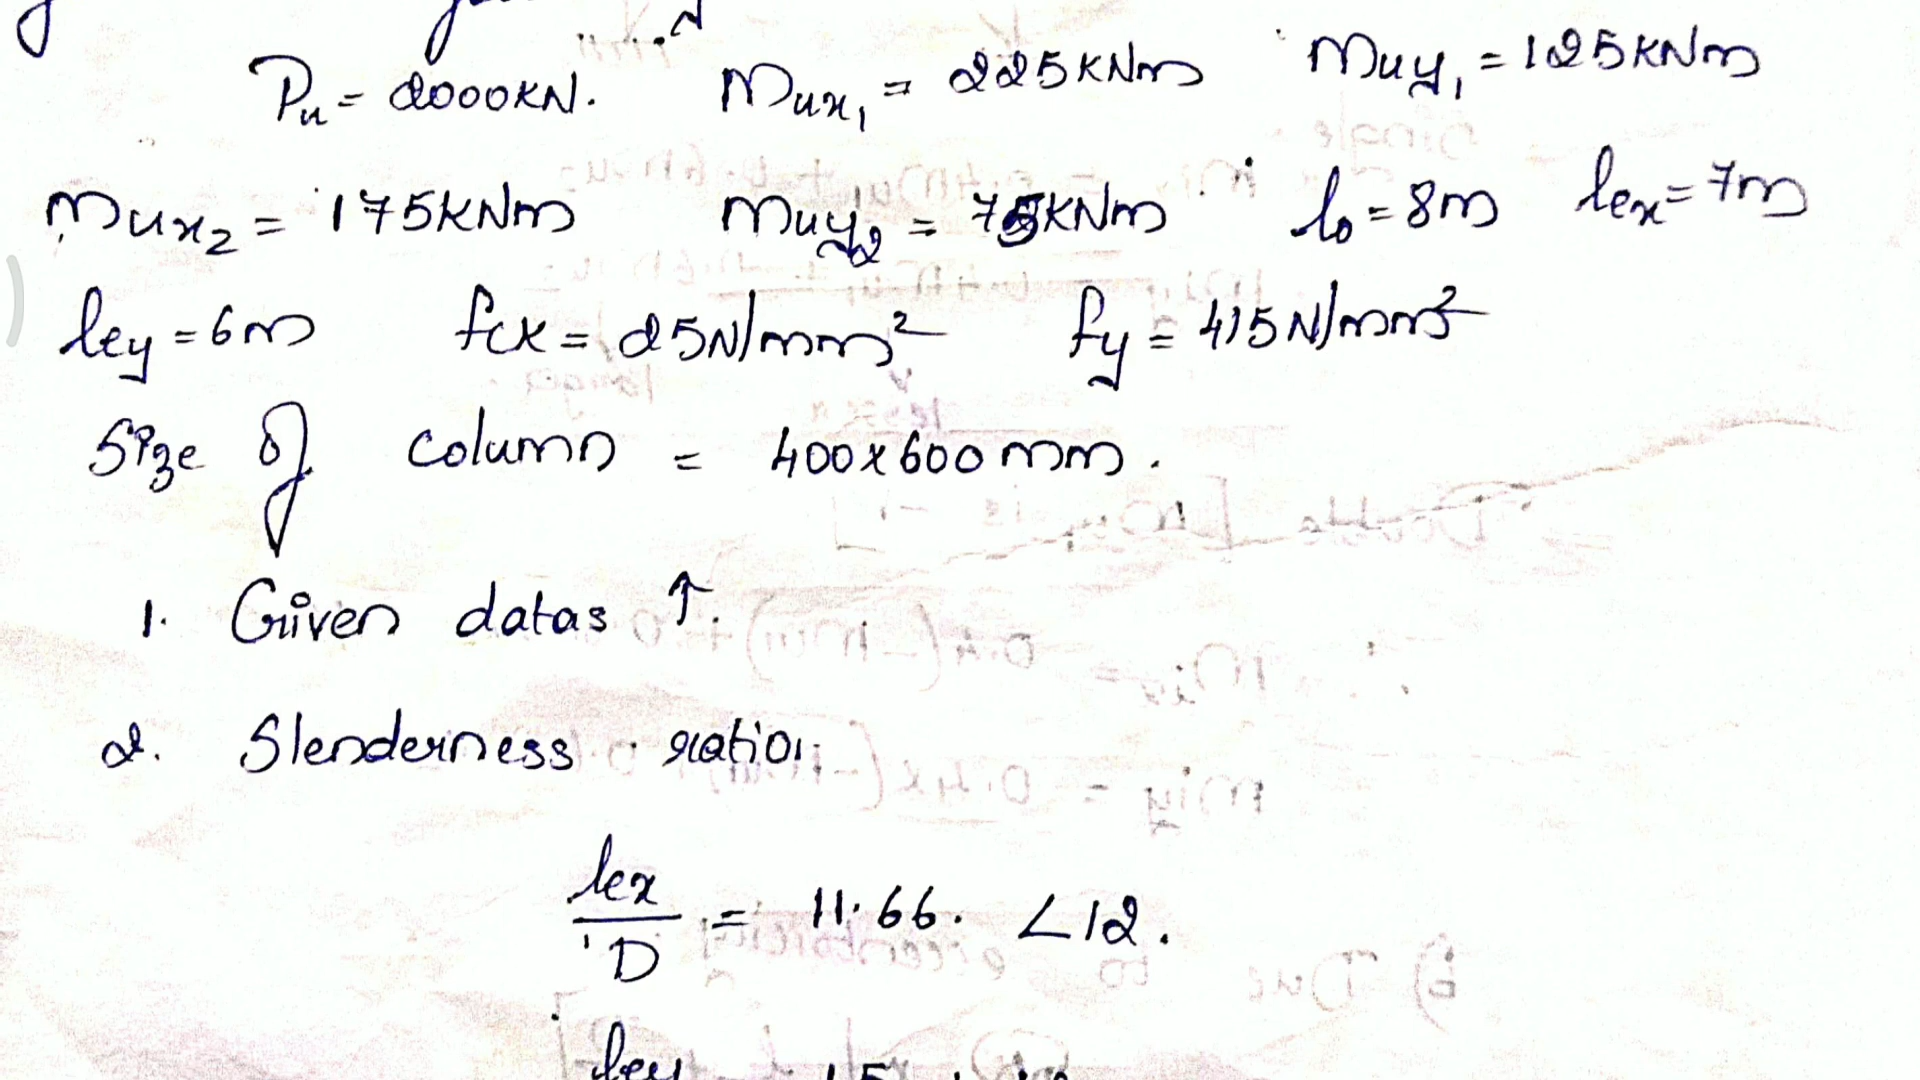 Pu = 2000KN. Mux1 = 225KNm Muy1 = 125KNm
Mux2 = 175KNm Muy2 = 75KNm lo = 8m lex = 7m
ley = 6m fck = 25N/mm² fy = 415N/mm²
Size of column = 400x600mm.
1. Given datas ↑.
2. Slenderness ratio:
lex/D = 11.66. <12.
ley